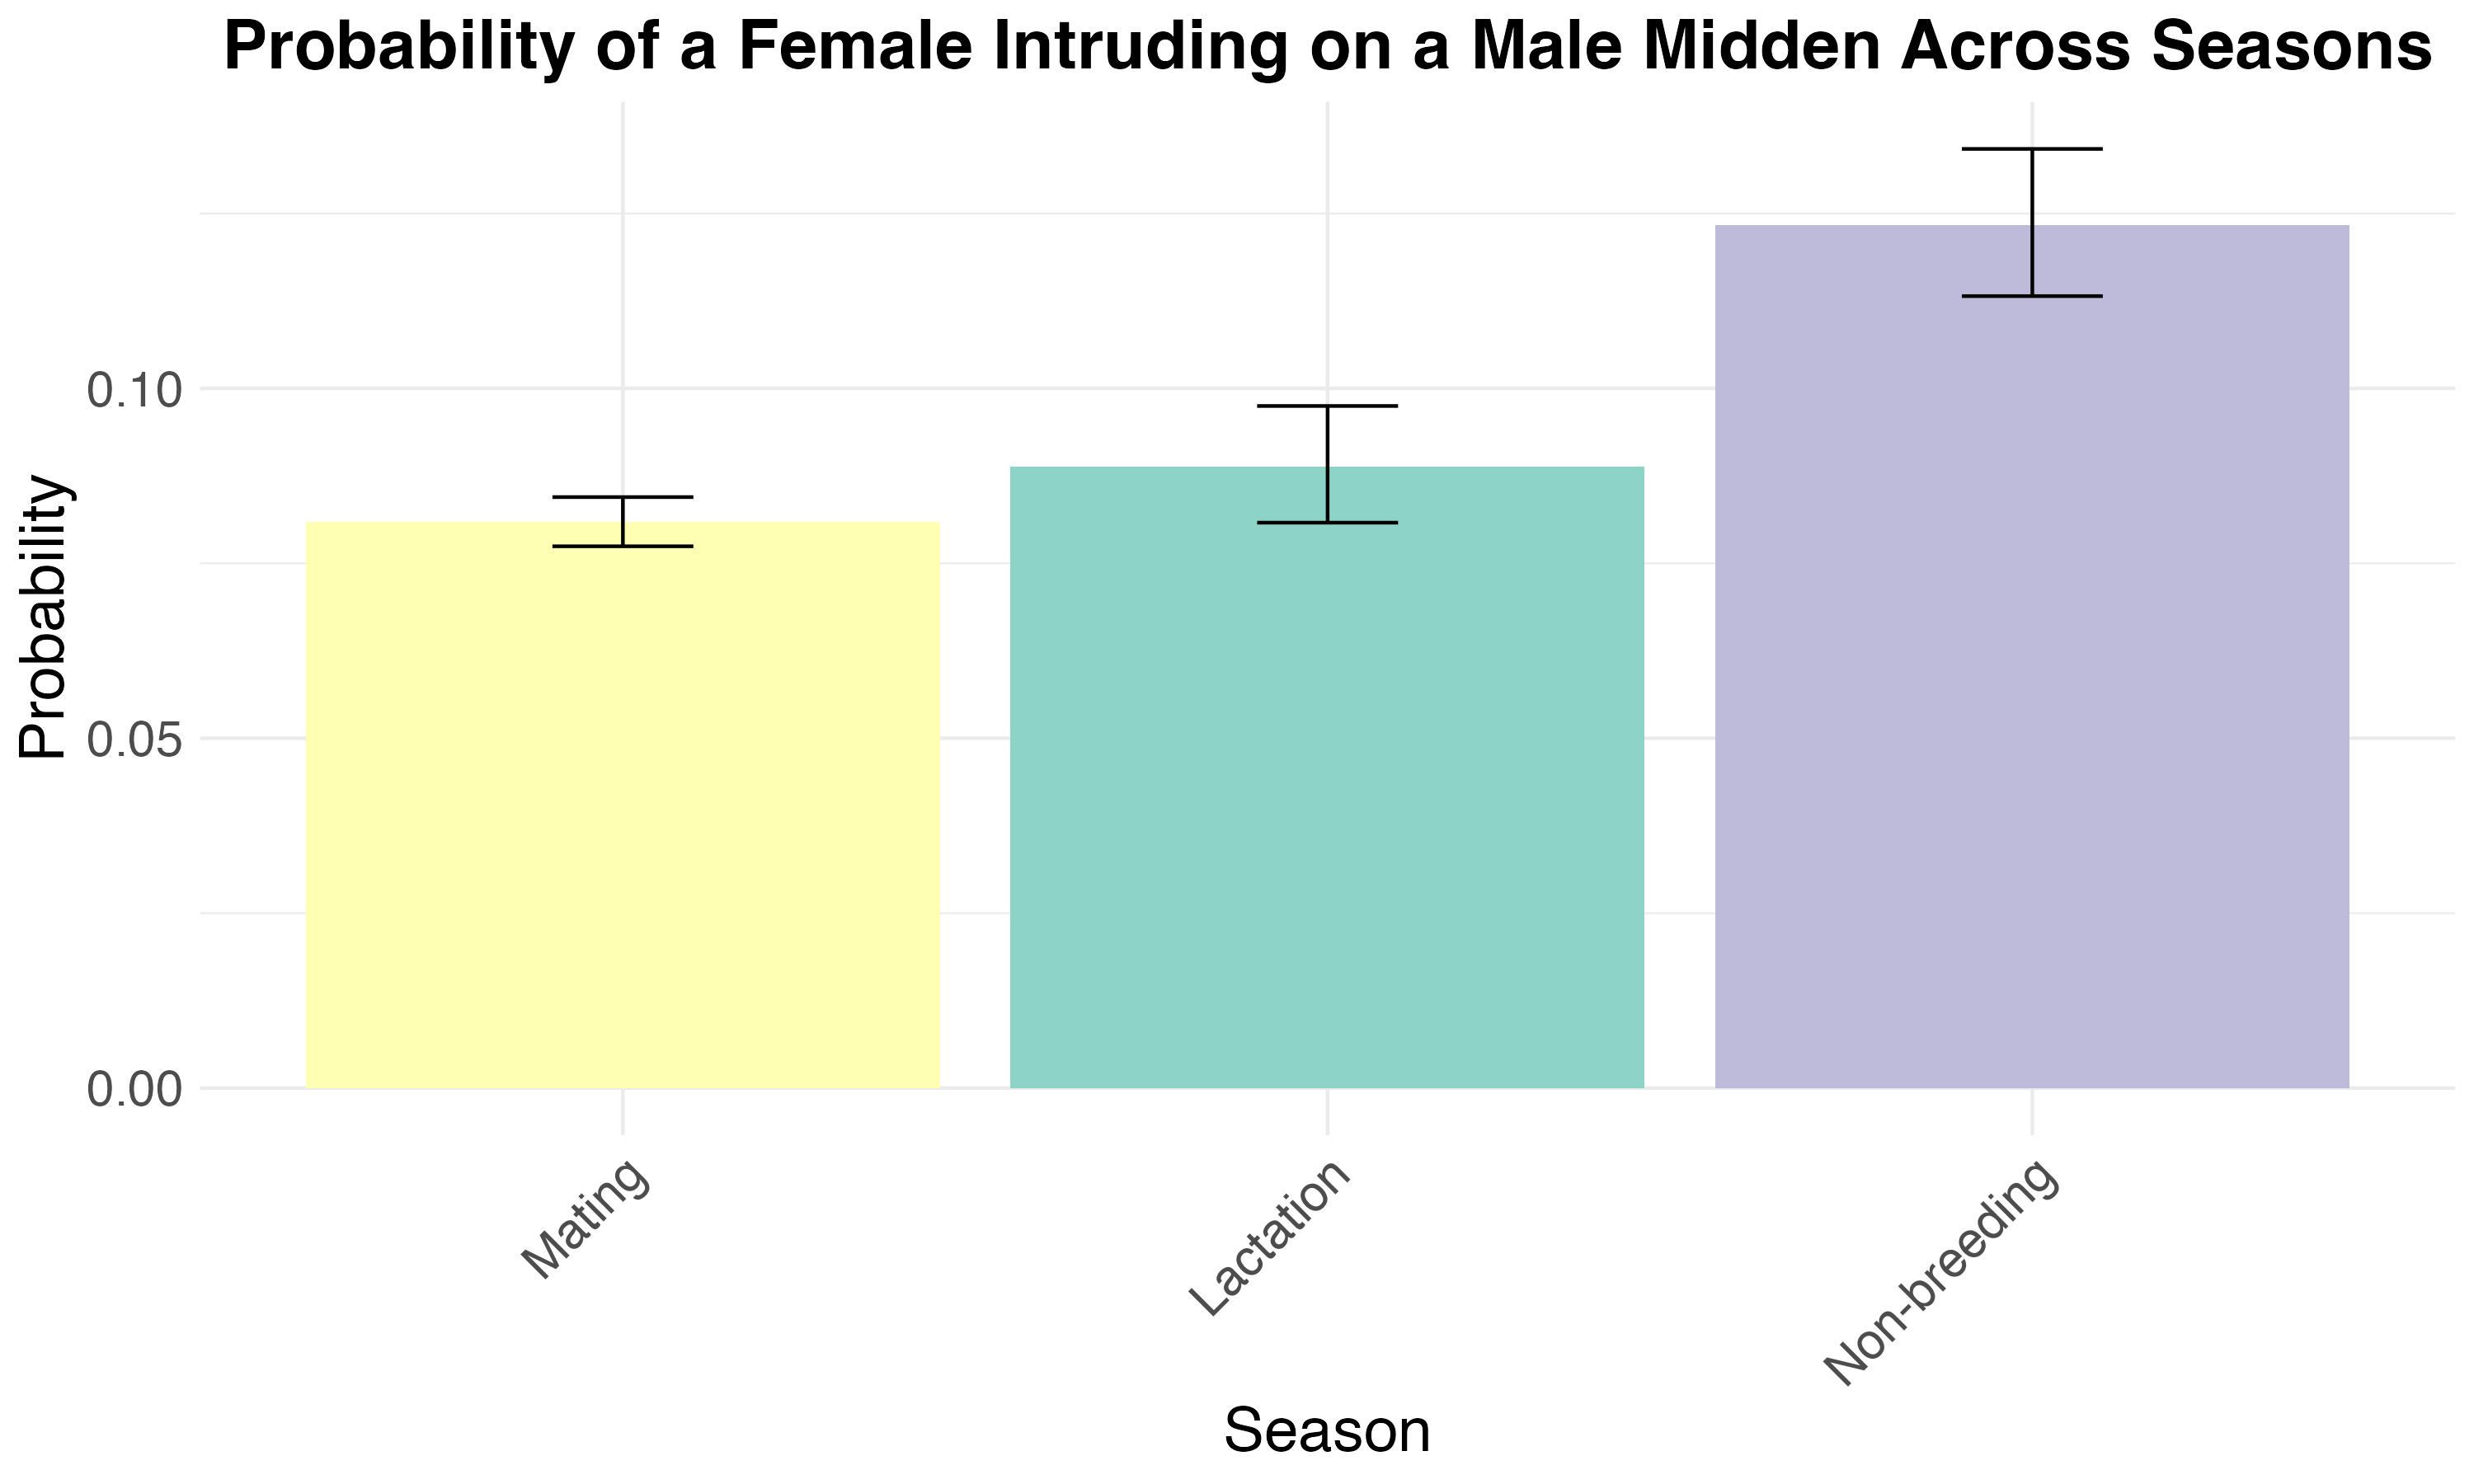 Probability of a Female Intruding on a Male Midden Across Seasons
Probability
0.10
0.05
0.00
Mating
Lactation
Non-breeding
Season